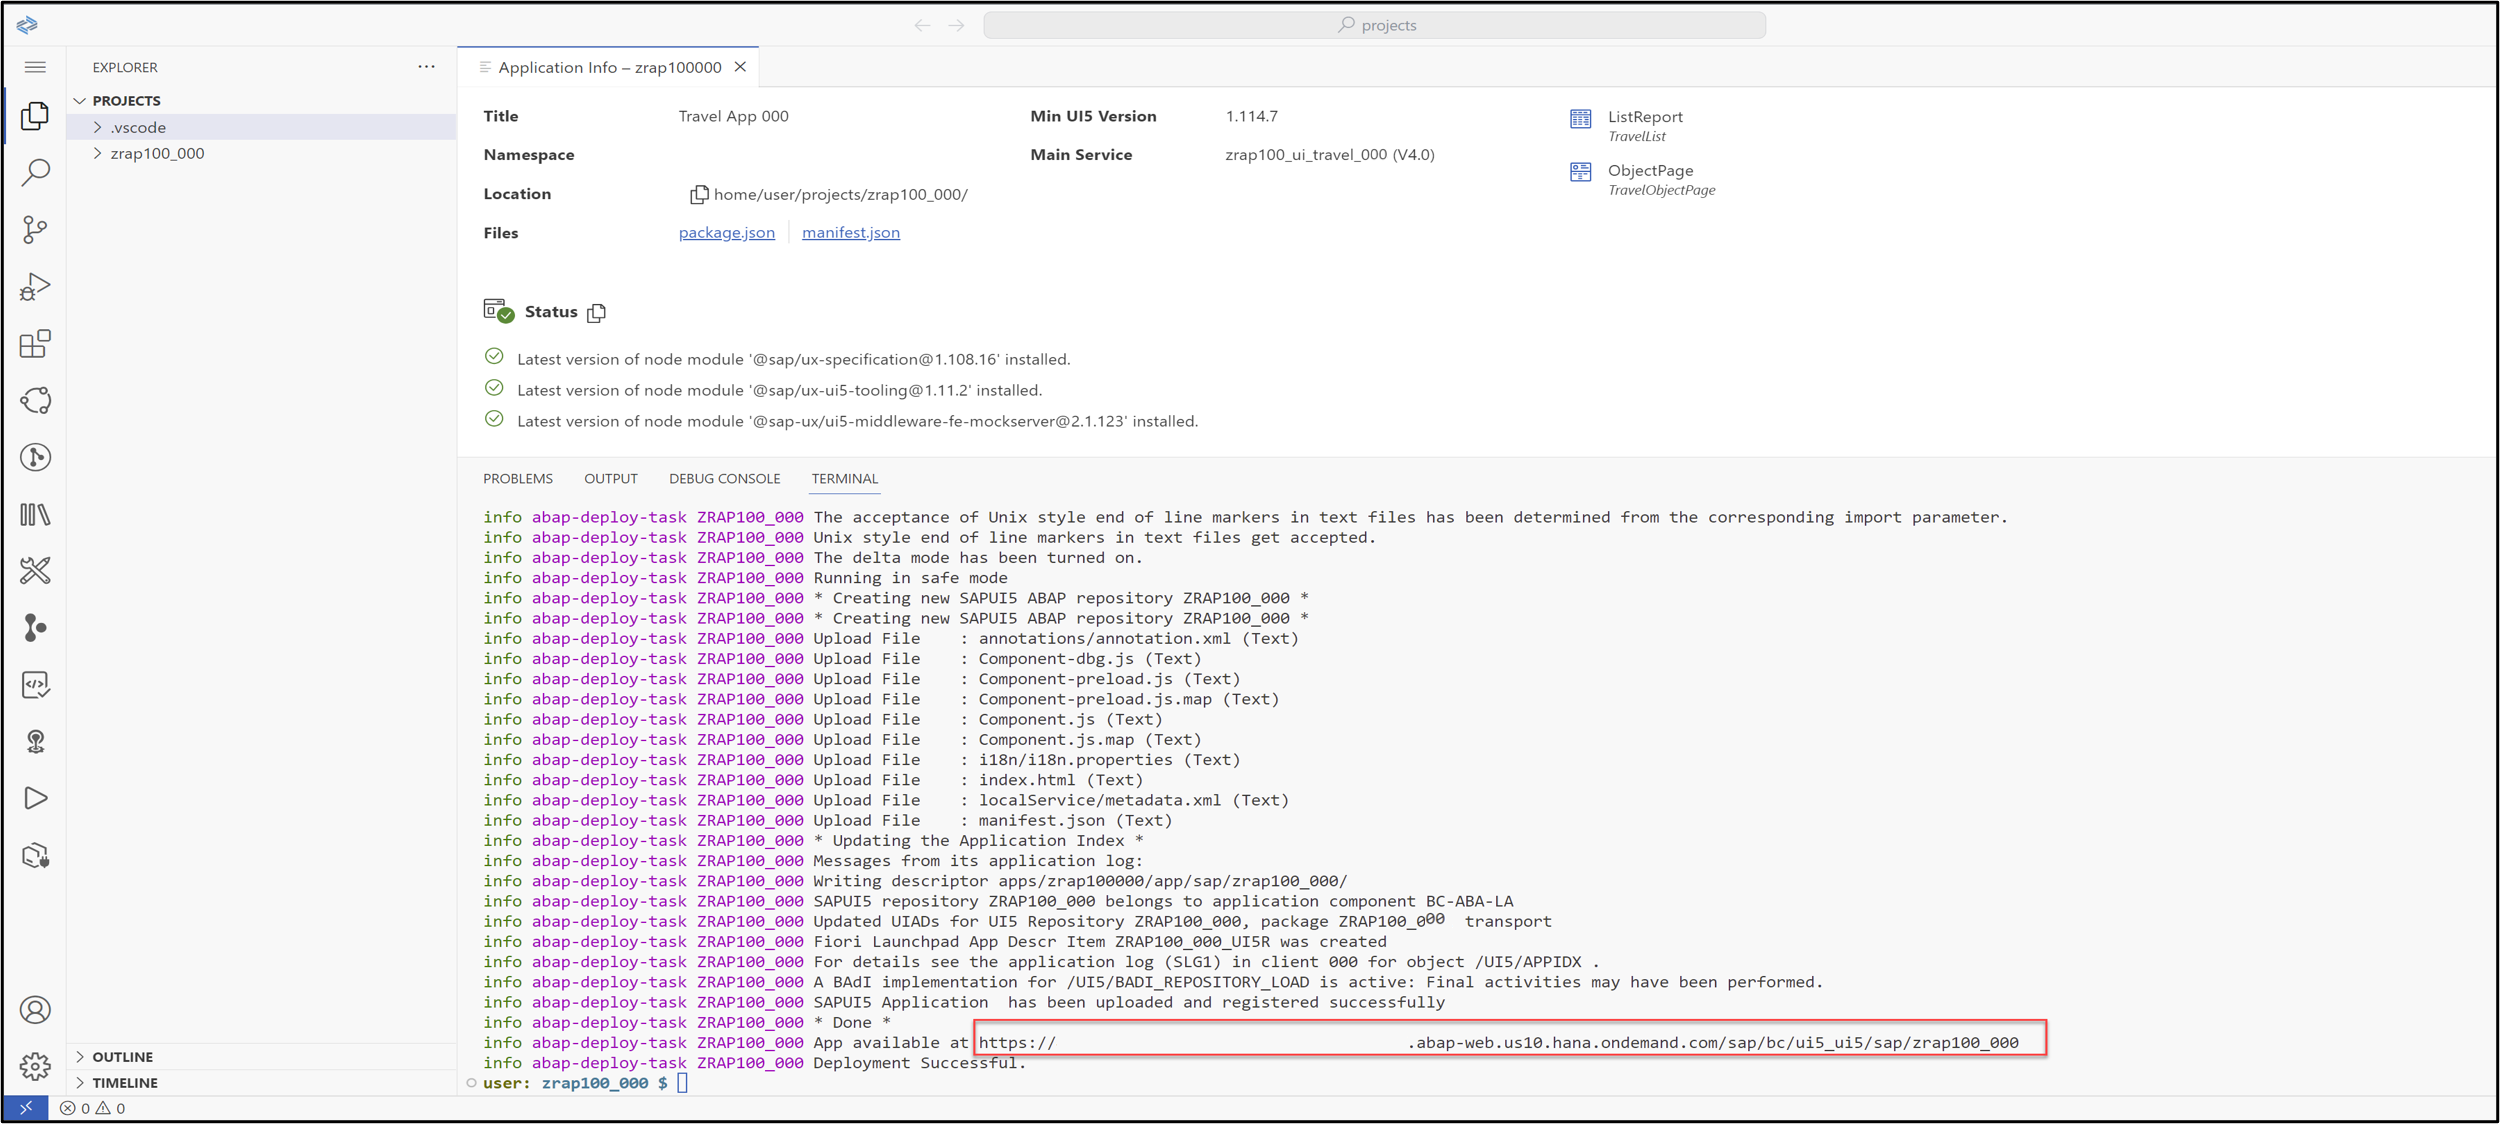 projects
EXPLORER
PROJECTS
.vscode
zrap100_000
OUTLINE
TIMELINE
Application Info – zrap100000
Title Travel App 000 Min UI5 Version 1.114.7
Namespace Main Service zrap100_ui_travel_000 (V4.0)
Location home/user/projects/zrap100_000/
Files package.json manifest.json
ListReport
TravelList
ObjectPage
TravelObjectPage
Status
Latest version of node module '@sap/ux-specification@1.108.16' installed.
Latest version of node module '@sap/ux-ui5-tooling@1.11.2' installed.
Latest version of node module '@sap-ux/ui5-middleware-fe-mockserver@2.1.123' installed.
PROBLEMS OUTPUT DEBUG CONSOLE TERMINAL
info abap-deploy-task ZRAP100_000 The acceptance of Unix style end of line markers in text files has been determined from the corresponding import parameter.
info abap-deploy-task ZRAP100_000 Unix style end of line markers in text files get accepted.
info abap-deploy-task ZRAP100_000 The delta mode has been turned on.
info abap-deploy-task ZRAP100_000 Running in safe mode
info abap-deploy-task ZRAP100_000 * Creating new SAPUI5 ABAP repository ZRAP100_000 *
info abap-deploy-task ZRAP100_000 * Creating new SAPUI5 ABAP repository ZRAP100_000 *
info abap-deploy-task ZRAP100_000 Upload File : annotations/annotation.xml (Text)
info abap-deploy-task ZRAP100_000 Upload File : Component-dbg.js (Text)
info abap-deploy-task ZRAP100_000 Upload File : Component-preload.js (Text)
info abap-deploy-task ZRAP100_000 Upload File : Component-preload.js.map (Text)
info abap-deploy-task ZRAP100_000 Upload File : Component.js (Text)
info abap-deploy-task ZRAP100_000 Upload File : Component.js.map (Text)
info abap-deploy-task ZRAP100_000 Upload File : i18n/i18n.properties (Text)
info abap-deploy-task ZRAP100_000 Upload File : index.html (Text)
info abap-deploy-task ZRAP100_000 Upload File : localService/metadata.xml (Text)
info abap-deploy-task ZRAP100_000 Upload File : manifest.json (Text)
info abap-deploy-task ZRAP100_000 * Updating the Application Index *
info abap-deploy-task ZRAP100_000 Messages from its application log:
info abap-deploy-task ZRAP100_000 Writing descriptor apps/zrap100000/app/sap/zrap100_000/
info abap-deploy-task ZRAP100_000 SAPUI5 repository ZRAP100_000 belongs to application component BC-ABA-LA
info abap-deploy-task ZRAP100_000 Updated UIADs for UI5 Repository ZRAP100_000, package ZRAP100_000 transport
info abap-deploy-task ZRAP100_000 Fiori Launchpad App Descr Item ZRAP100_000_UI5R was created
info abap-deploy-task ZRAP100_000 For details see the application log (SLG1) in client 000 for object /UI5/APPIDX .
info abap-deploy-task ZRAP100_000 A BAdI implementation for /UI5/BADI_REPOSITORY_LOAD is active: Final activities may have been performed.
info abap-deploy-task ZRAP100_000 SAPUI5 Application has been uploaded and registered successfully
info abap-deploy-task ZRAP100_000 * Done *
info abap-deploy-task ZRAP100_000 App available at https:// .abap-web.us10.hana.ondemand.com/sap/bc/ui5_ui5/sap/zrap100_000
info abap-deploy-task ZRAP100_000 Deployment Successful.
user: zrap100_000 $
0 0